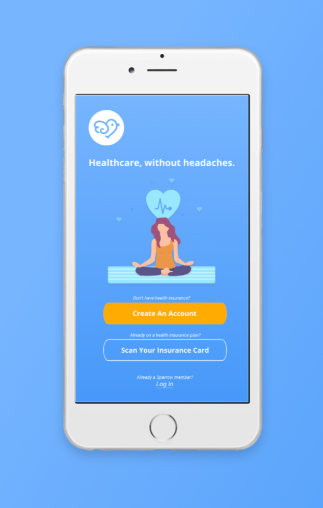 Healthcare, without headaches.
Don't have health insurance?
Create An Account
Already on a health insurance plan?
Scan Your Insurance Card
Already a Sparrow member?
Log In